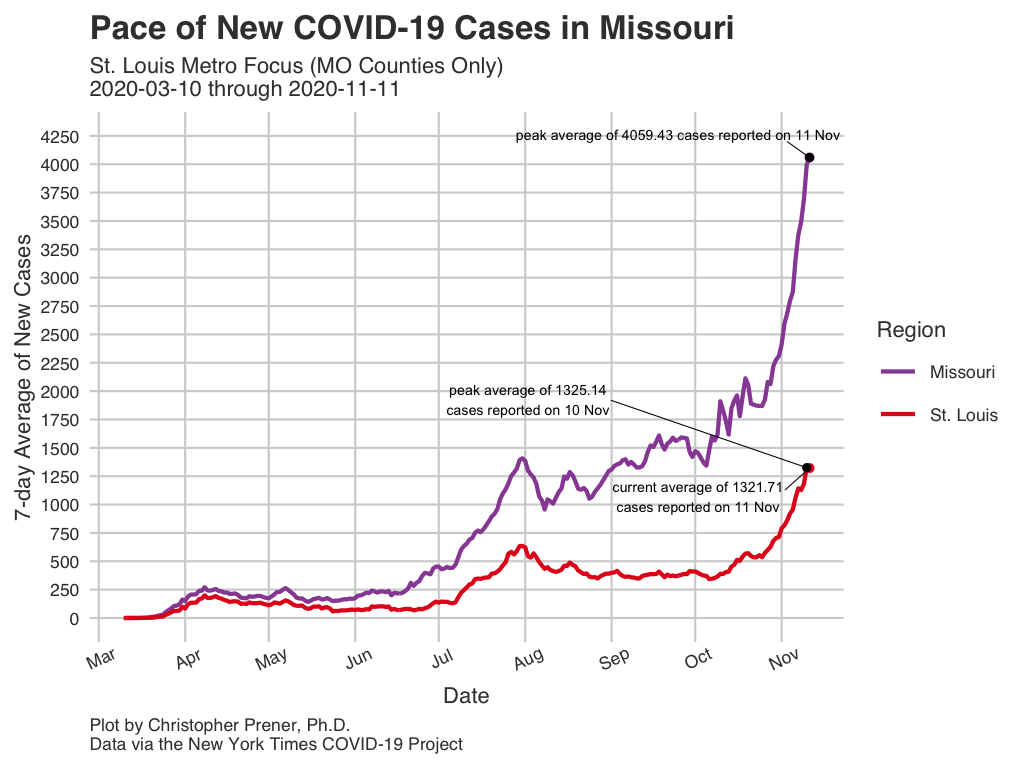 Pace of New COVID-19 Cases in Missouri
St. Louis Metro Focus (MO Counties Only)
2020-03-10 through 2020-11-11
7-day Average of New Cases
4250
4000
3750
3500
3250
3000
2750
2500
2250
2000
1750
1500
1250
1000
750
500
250
0
peak average of 4059.43 cases reported on 11 Nov
peak average of 1325.14
cases reported on 10 Nov
current average of 1321.71
cases reported on 11 Nov
Mar
Apr
May
Jun
Jul
Aug
Sep
Oct
Nov
Date
Region
Missouri
St. Louis
Plot by Christopher Prener, Ph.D.
Data via the New York Times COVID-19 Project